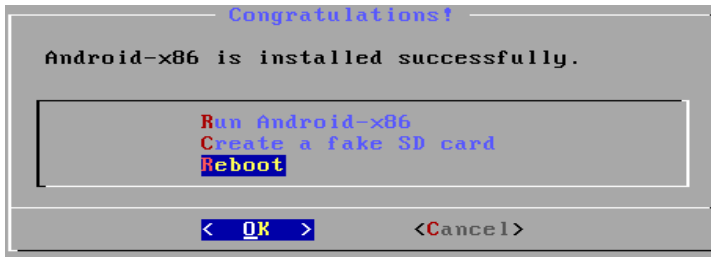 Congratulations!
Android-x86 is installed successfully.
Run Android-x86
Create a fake SD card
Reboot
< OK > <Cancel>